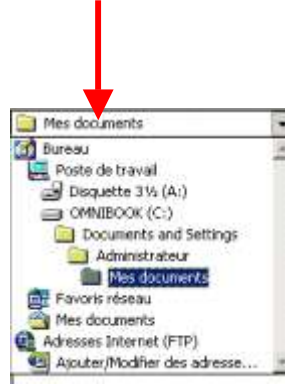 Mes documents
Bureau
Poste de travail
Disquette 3½ (A:)
OMNIBOOK (C:)
Documents and Settings
Administrateur
Mes documents
Favoris réseau
Mes documents
Adresses Internet (FTP)
Ajouter/Modifier des adresse...